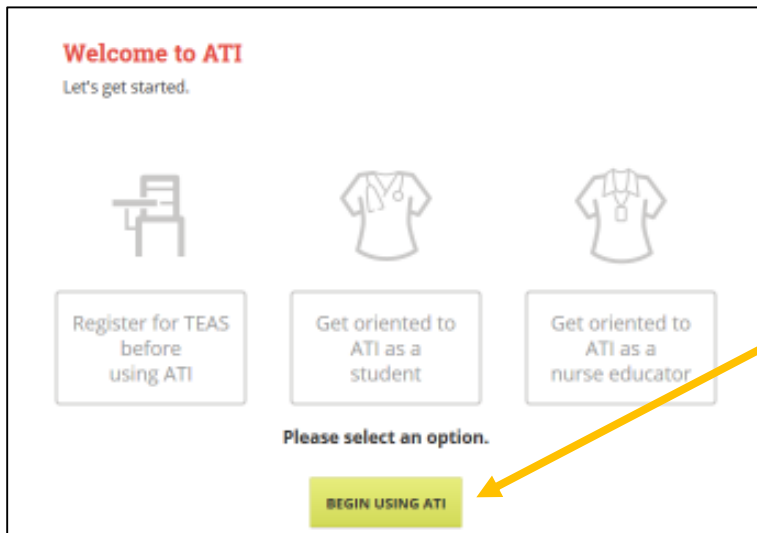 Welcome to ATI
Let's get started.
Register for TEAS
before
using ATI
Get oriented to
ATI as a
student
Get oriented to
ATI as a
nurse educator
Please select an option.
BEGIN USING ATI